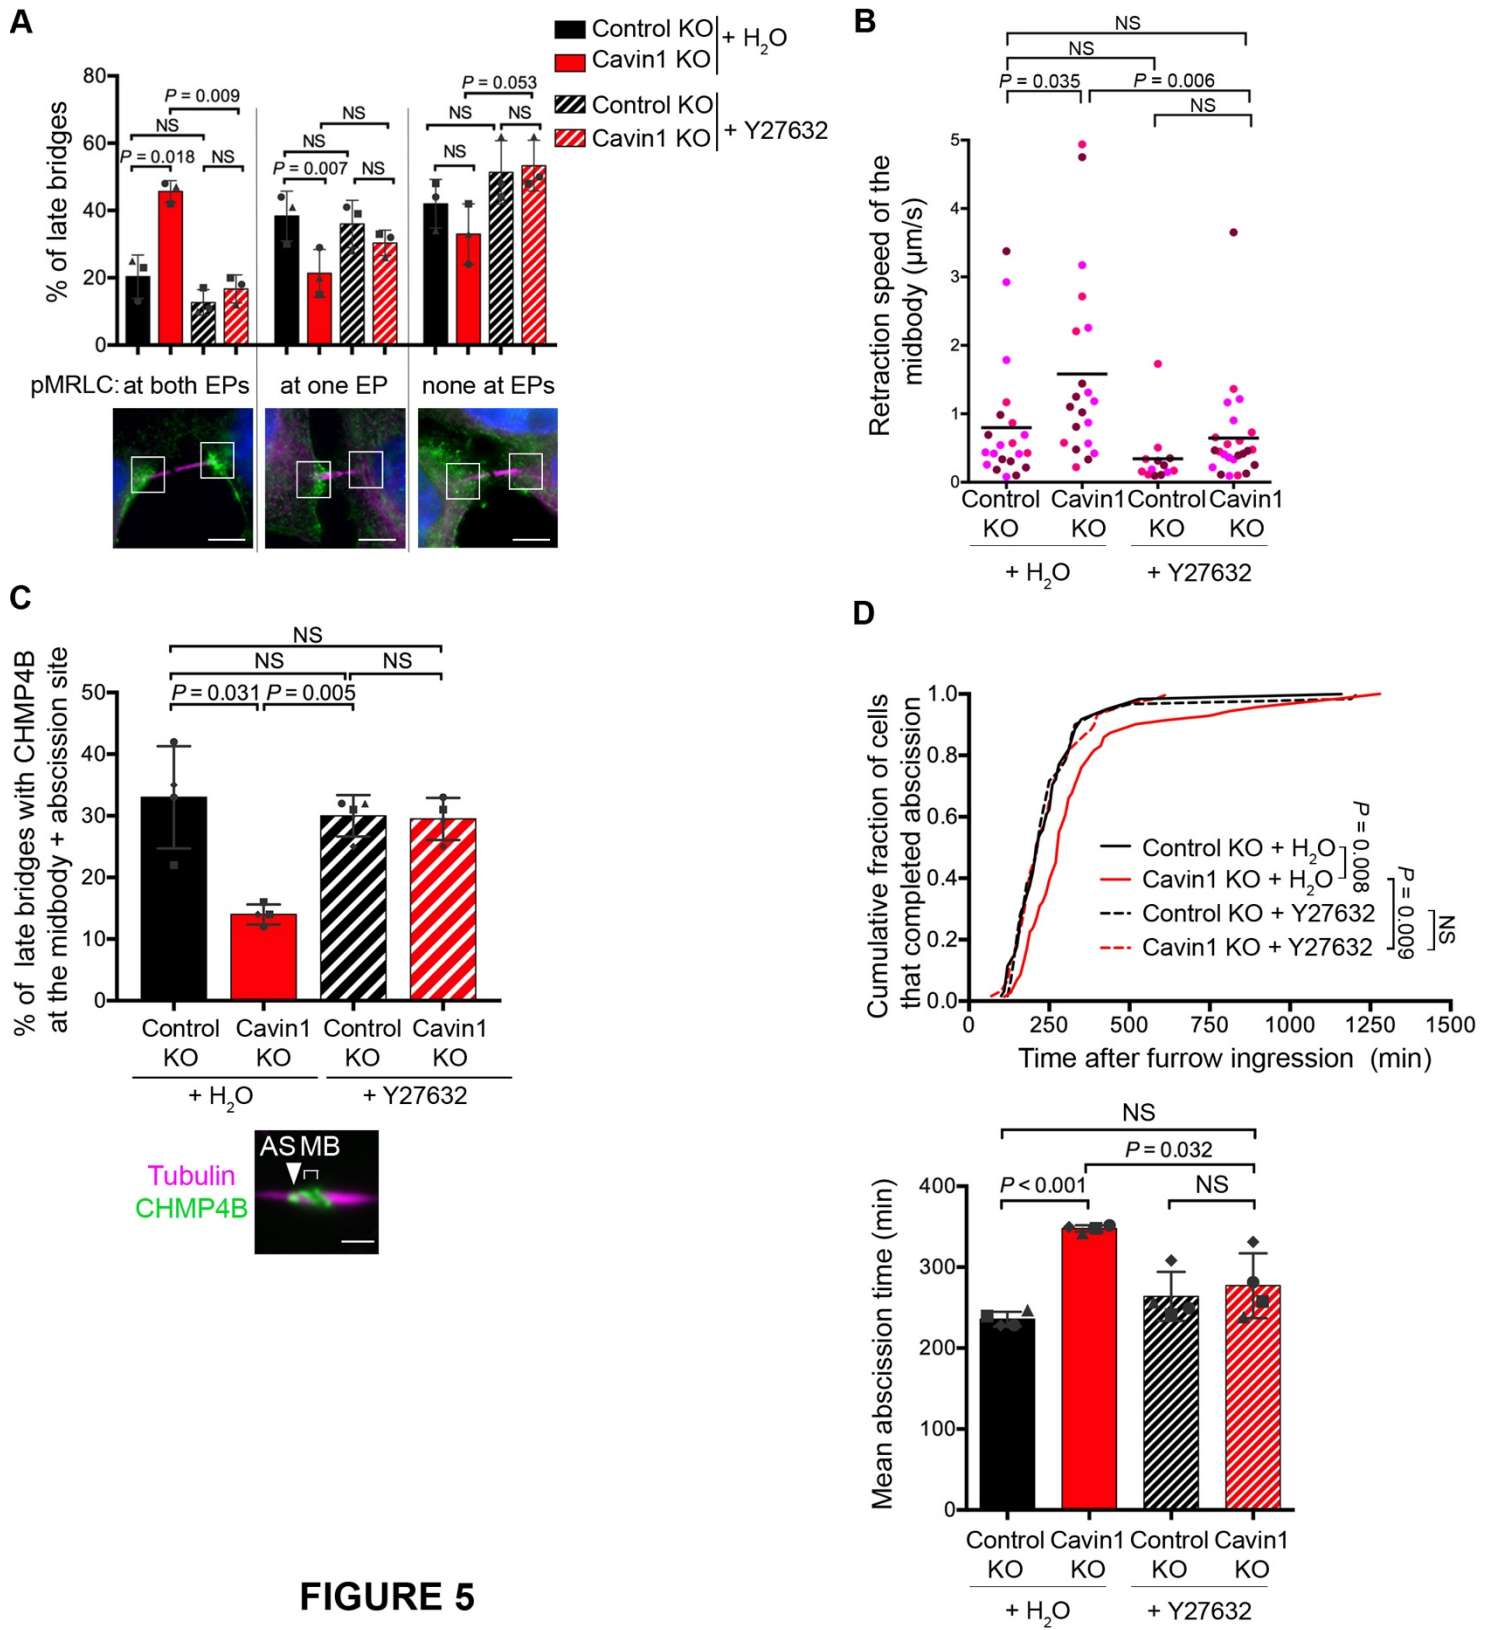 A
Control KO
Cavin1 KO
+ H2O
Control KO
Cavin1 KO
+ Y27632
% of late bridges
80
60
40
20
0
P = 0.009
NS
P = 0.018
NS
NS
NS
P = 0.007
NS
P = 0.053
NS
NS
NS
pMRLC: at both EPs
at one EP
none at EPs
B
NS
NS
P = 0.035
P = 0.006
NS
Retraction speed of the
midbody (µm/s)
5
4
3
2
1
0
Control KO
Cavin1 KO
Control KO
Cavin1 KO
+ H2O
+ Y27632
C
NS
NS
NS
P = 0.031
P = 0.005
% of late bridges with CHMP4B
at the midbody + abscission site
50
40
30
20
10
0
Control KO
Cavin1 KO
Control KO
Cavin1 KO
+ H2O
+ Y27632
AS MB
Tubulin
CHMP4B
D
Cumulative fraction of cells
that completed abscission
1.0
0.8
0.6
0.4
0.2
0.0
Control KO + H2O
Cavin1 KO + H2O
Control KO + Y27632
Cavin1 KO + Y27632
P = 0.008
P = 0.009
NS
0 250 500 750 1000 1250 1500
Time after furrow ingression (min)
NS
P = 0.032
P < 0.001
NS
Mean abscission time (min)
400
300
200
100
0
Control KO
Cavin1 KO
Control KO
Cavin1 KO
+ H2O
+ Y27632
FIGURE 5